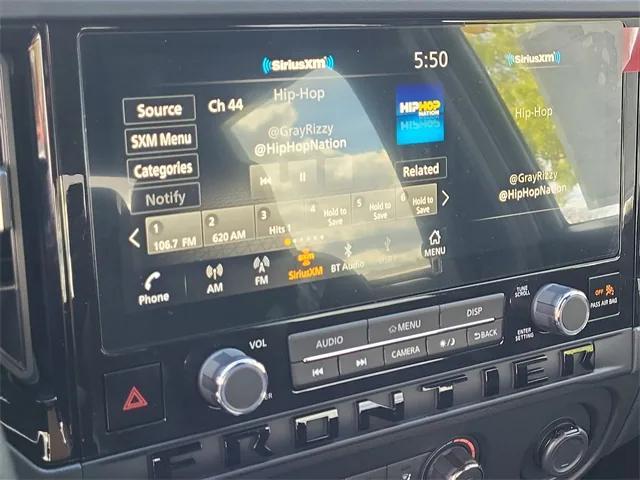 SiriusXM
5:50
SiriusXM
Source
Ch 44
Hip-Hop
HIPHOP
NATION
Hip-Hop
SXM Menu
@GrayRizzy
@HipHopNation
Categories
Related
@GrayRizzy
@HipHopNation
Notify
1
106.7 FM
2
620 AM
3
Hits 1
4 Hold to Save
5 Hold to Save
6 Hold to Save
Phone
AM
FM
SiriusXM
BT Audio
MENU
VOL
AUDIO
MENU
DISP
CAMERA
BACK
TUNE
SCROLL
ENTER
SETTING
OFF
PASS AIR BAG
FRONTIER